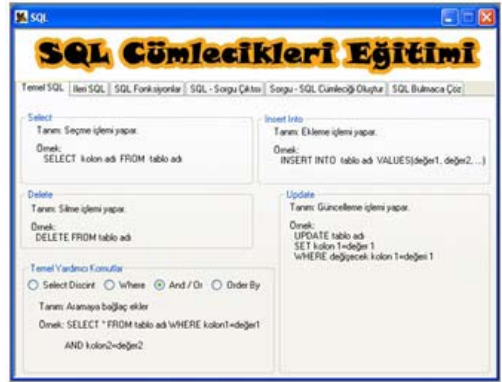 SQL
SQL Cümlecikleri Eğitimi
Temel SQL İleri SQL SQL Fonksiyonlar SQL - Sorgu Çıktısı Sorgu - SQL Cümleciği Oluştur SQL Bulmaca Çöz
Select
Tanım: Seçme işlemi yapar.
Örnek:
SELECT kolon adı FROM tablo adı
Insert Into
Tanım: Ekleme işlemi yapar.
Örnek:
INSERT INTO tablo adı VALUES(değer1, değer2, ...)
Delete
Tanım: Silme işlemi yapar.
Örnek:
DELETE FROM tablo adı
Update
Tanım: Güncelleme işlemi yapar.
Örnek:
UPDATE tablo adı
SET kolon 1=değer 1
WHERE değişecek kolon 1=değeri 1
Temel Yardımcı Komutlar
Select Discint Where And / Or Order By
Tanım: Aramaya bağlaç ekler
Örnek: SELECT * FROM tablo adı WHERE kolon1=değer1
AND kolon2=değer2